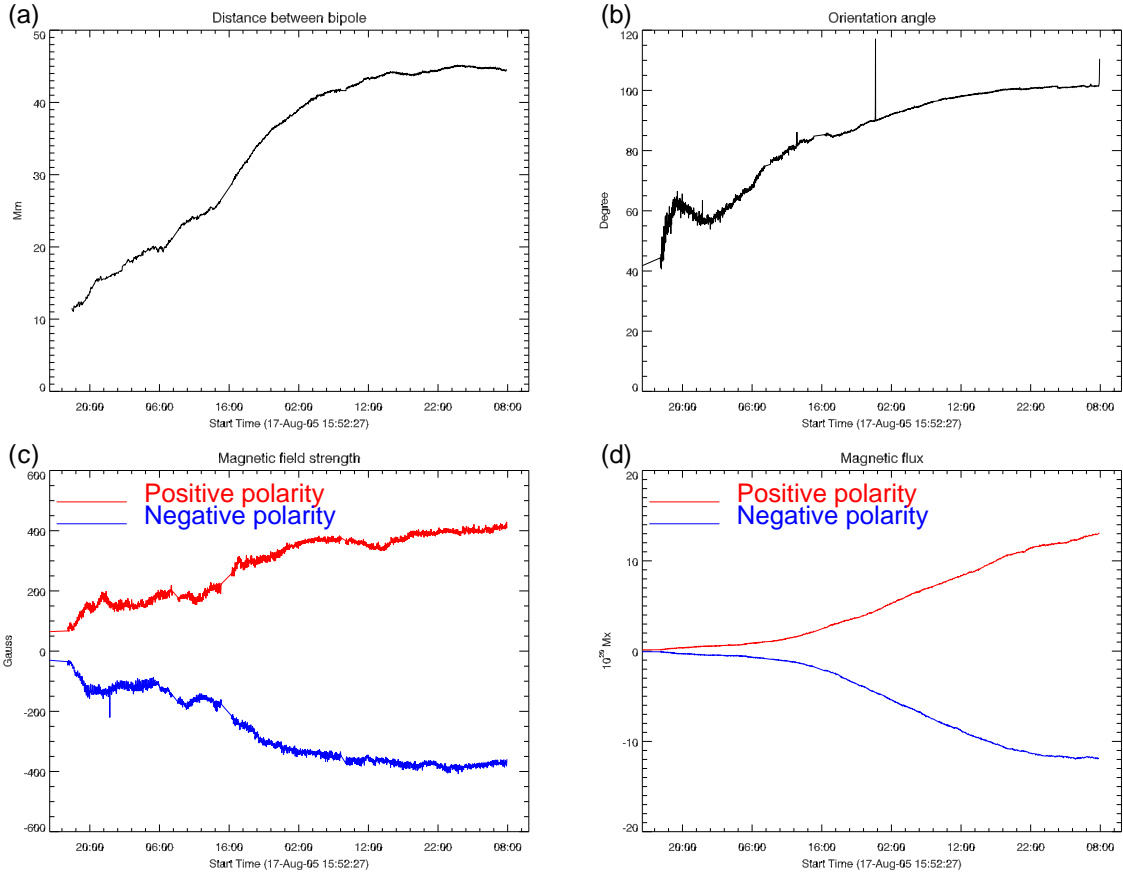 (a)
Distance between bipole
50
40
30
20
10
0
Mm
20:00 06:00 16:00 02:00 12:00 22:00 08:00
Start Time (17-Aug-05 15:52:27)
(b)
Orientation angle
120
100
80
60
40
20
0
Degree
20:00 06:00 16:00 02:00 12:00 22:00 08:00
Start Time (17-Aug-05 15:52:27)
(c)
Magnetic field strength
Positive polarity
Negative polarity
600
400
200
0
-200
-400
-600
Gauss
20:00 06:00 16:00 02:00 12:00 22:00 08:00
Start Time (17-Aug-05 15:52:27)
(d)
Magnetic flux
Positive polarity
Negative polarity
20
10
0
-10
-20
20:00 06:00 16:00 02:00 12:00 22:00 08:00
Start Time (17-Aug-05 15:52:27)